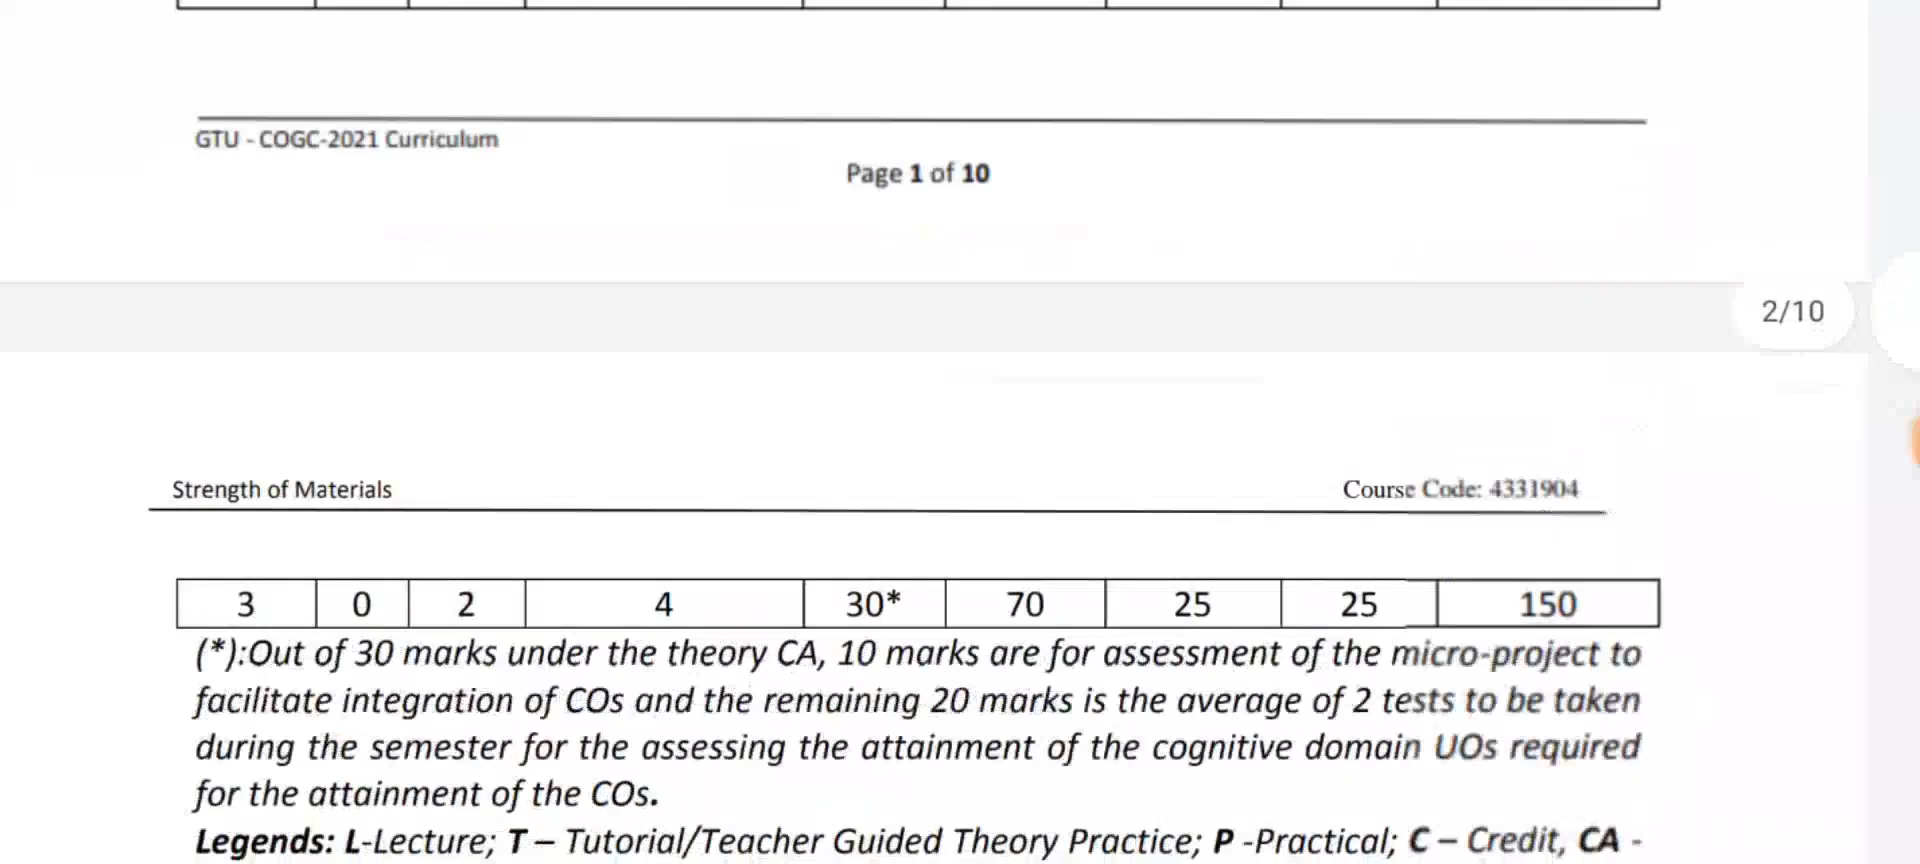 GTU - COGC-2021 Curriculum
Page 1 of 10
2/10
Strength of Materials Course Code: 4331904
3 0 2 4 30* 70 25 25 150
(*):Out of 30 marks under the theory CA, 10 marks are for assessment of the micro-project to
facilitate integration of COs and the remaining 20 marks is the average of 2 tests to be taken
during the semester for the assessing the attainment of the cognitive domain UOs required
for the attainment of the COs.
Legends: L-Lecture; T – Tutorial/Teacher Guided Theory Practice; P -Practical; C – Credit, CA -